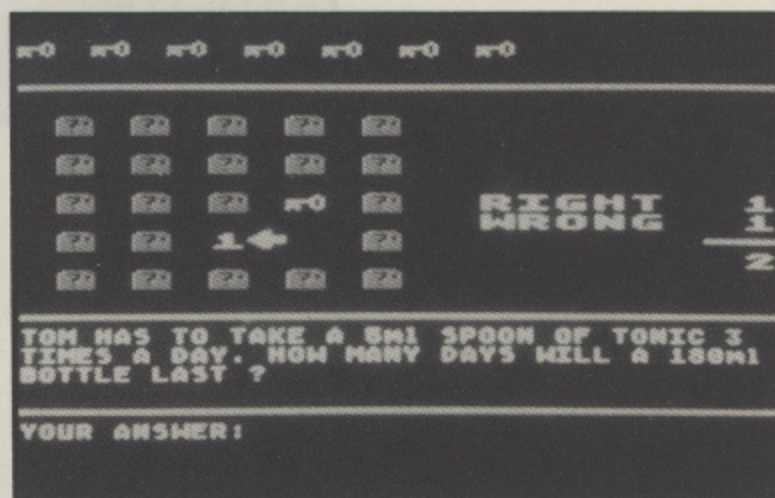 ? ? ? ? ?
? ? ? ? ?
? ? ? ?
RIGHT 1
WRONG 1
? ? 1 ?
2
? ? ? ? ?
TOM HAS TO TAKE A 5ml SPOON OF TONIC 3
TIMES A DAY. HOW MANY DAYS WILL A 180ml
BOTTLE LAST ?
YOUR ANSWER: